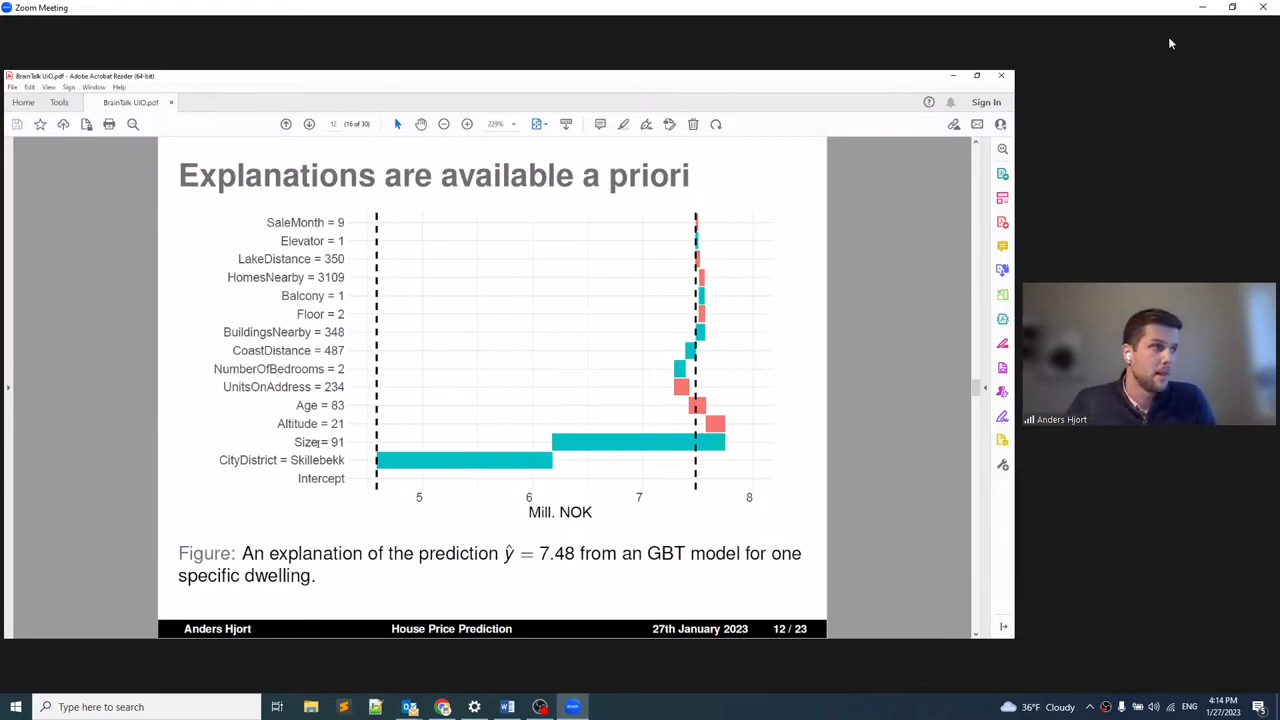 Zoom Meeting
BrainTalk UiO.pdf - Adobe Acrobat Reader (64-bit)
File Edit View Sign Window Help
Home Tools BrainTalk UiO.pdf × Sign In
12 (16 of 30) 229%
Explanations are available a priori
SaleMonth = 9
Elevator = 1
LakeDistance = 350
HomesNearby = 3109
Balcony = 1
Floor = 2
BuildingsNearby = 348
CoastDistance = 487
NumberOfBedrooms = 2
UnitsOnAddress = 234
Age = 83
Altitude = 21
Size = 91
CityDistrict = Skillebekk
Intercept
5 6 7 8
Mill. NOK
Figure: An explanation of the prediction ŷ = 7.48 from an GBT model for one
specific dwelling.
Anders Hjort House Price Prediction 27th January 2023 12 / 23
Anders Hjort
Type here to search
36°F Cloudy ENG
4:14 PM
1/27/2023